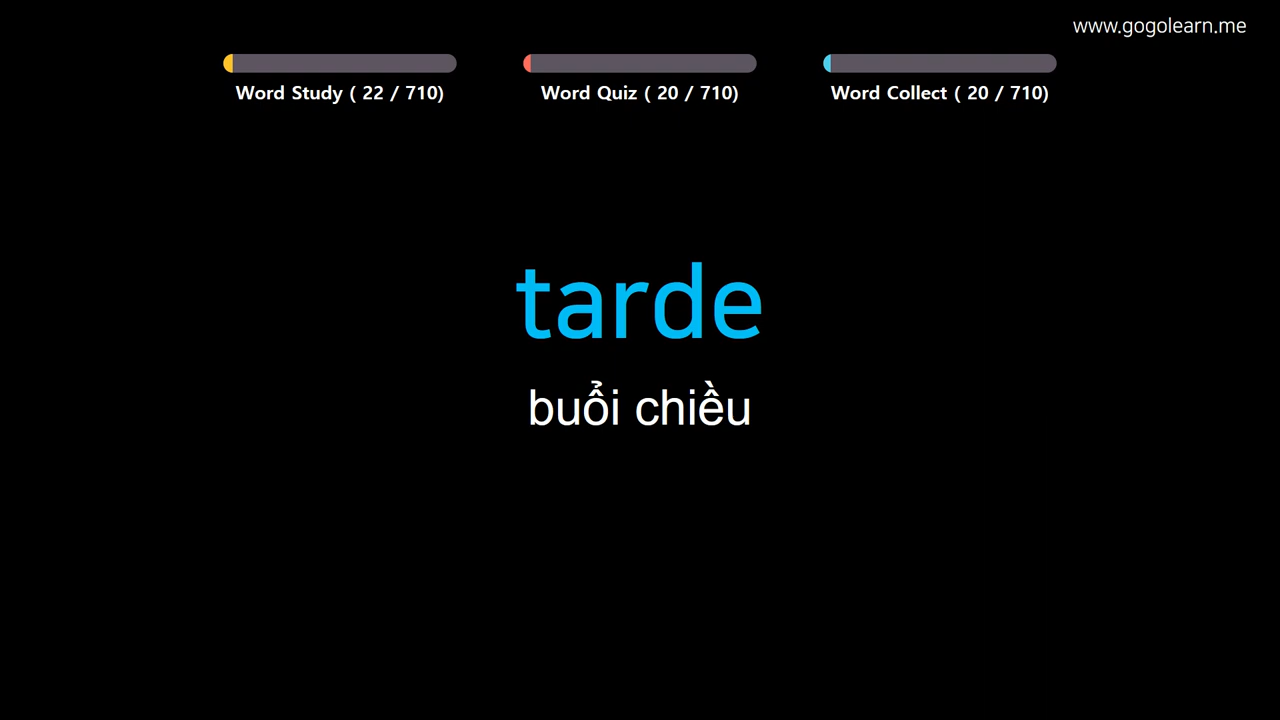 www.gogolearn.me
Word Study ( 22 / 710)
Word Quiz ( 20 / 710)
Word Collect ( 20 / 710)
tarde
buổi chiều